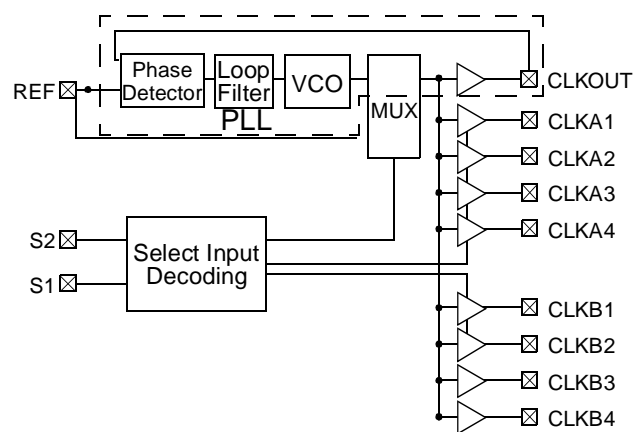 Phase
Detector
Loop
Filter
VCO
MUX
PLL
REF
CLKOUT
CLKA1
CLKA2
CLKA3
CLKA4
S2
S1
Select Input
Decoding
CLKB1
CLKB2
CLKB3
CLKB4